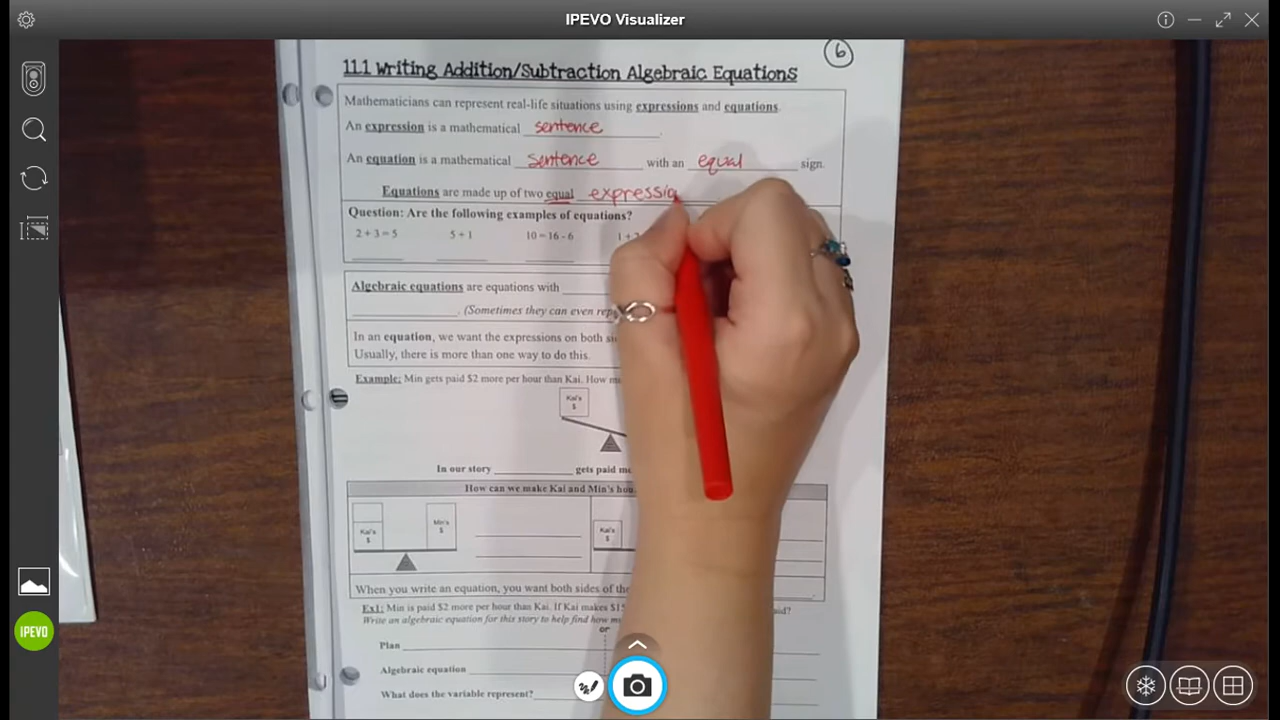 IPEVO Visualizer
6
11.1 Writing Addition/Subtraction Algebraic Equations
Mathematicians can represent real-life situations using expressions and equations.
An expression is a mathematical sentence.
An equation is a mathematical sentence with an equal sign.
Equations are made up of two equal expressio
Question: Are the following examples of equations?
2 + 3 = 5 5 + 1 10 = 16 - 6 1 +
Algebraic equations are equations with
. (Sometimes they can even
In an equation, we want the expressions on both
Usually, there is more than one way to do this.
Example: Min gets paid $2 more per hour than Kai. How
Kai's
$
In our story gets paid
How can we make Kai and Min's
Kai's
$
Min's
$
Kai's
$
When you write an equation, you want both sides of the
Ex1: Min is paid $2 more per hour than Kai. If Kai makes
Write an algebraic equation for this story to help find how
or
Plan
Algebraic equation
What does the variable represent?
IPEVO